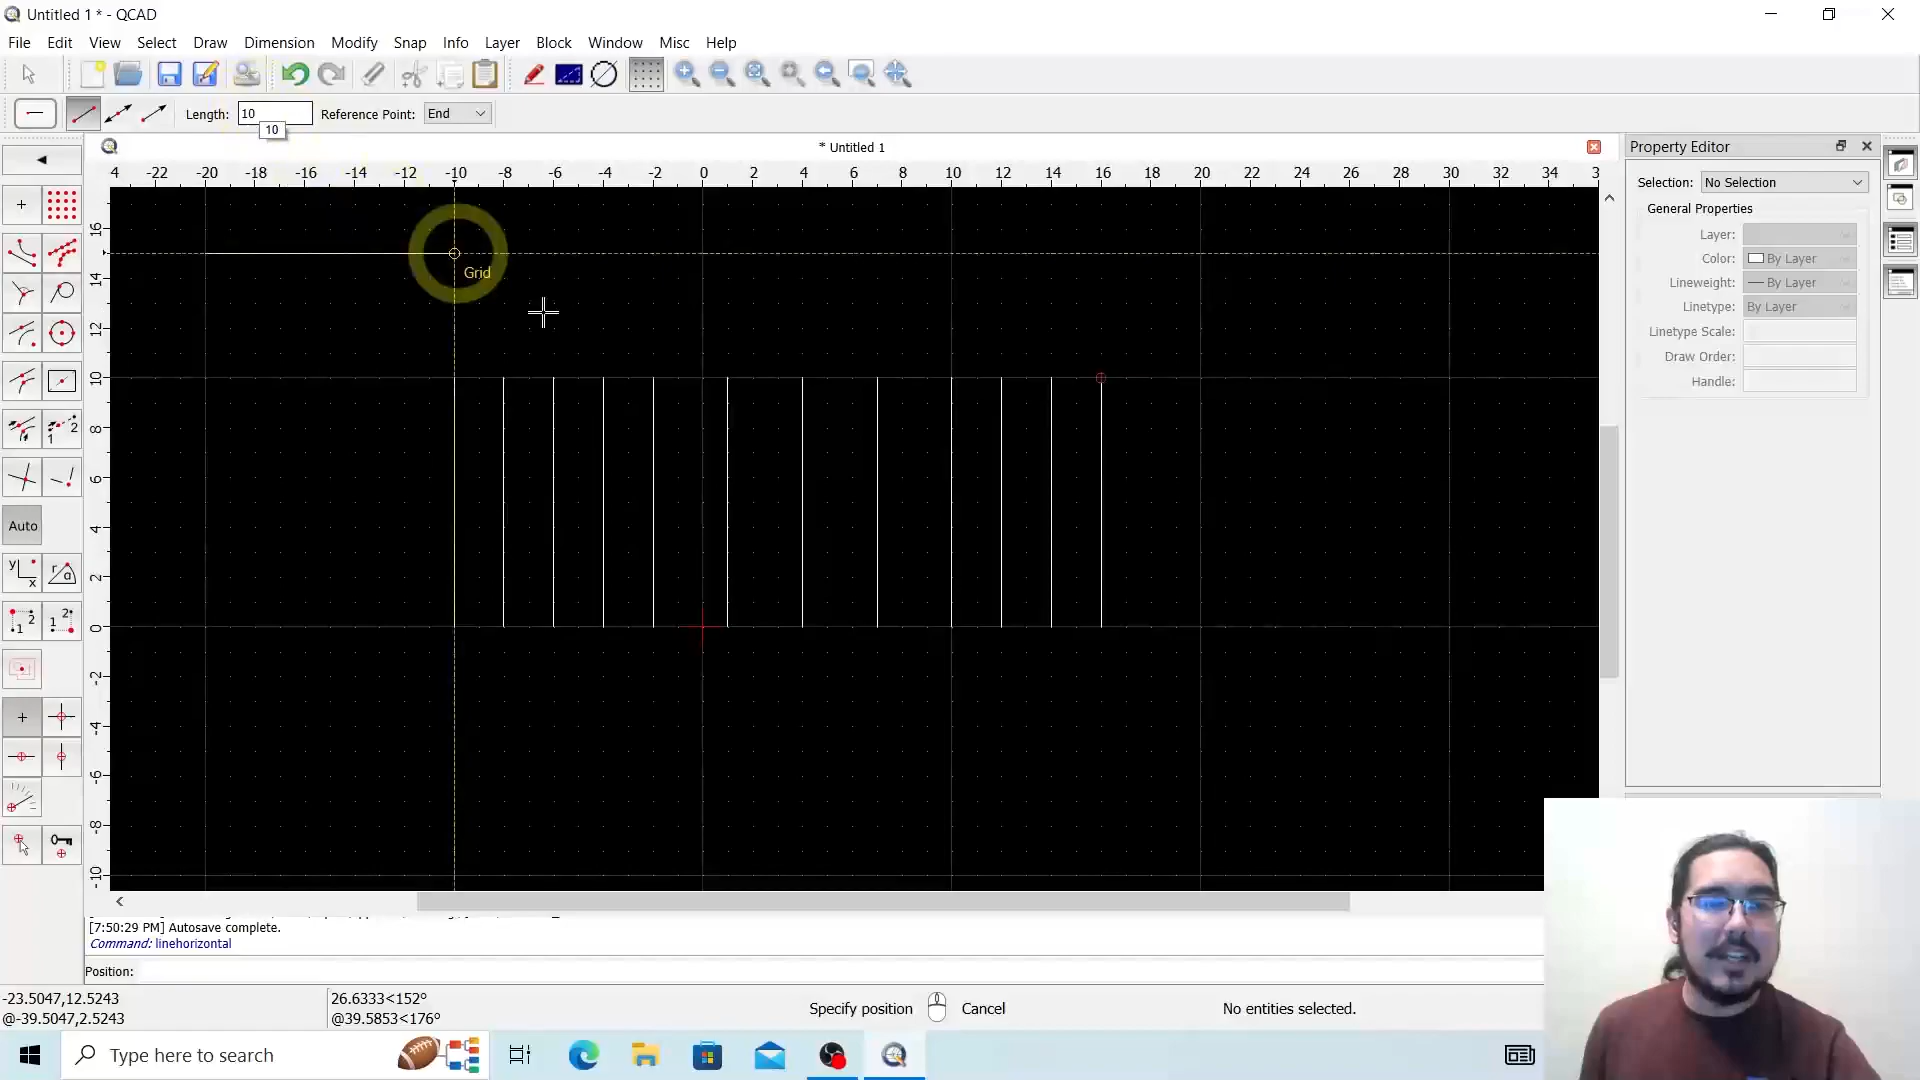 Untitled 1 * - QCAD
File Edit View Select Draw Dimension Modify Snap Info Layer Block Window Misc Help
Length: 10 Reference Point: End
10
* Untitled 1
Property Editor
4 -22 -20 -18 -16 -14 -12 -10 -8 -6 -4 -2 0 2 4 6 8 10 12 14 16 18 20 22 24 26 28 30 32 34 3
Selection: No Selection
General Properties
Layer:
Color: By Layer
Lineweight: By Layer
Linetype: By Layer
Linetype Scale:
Draw Order:
Handle:
16
14
12
10
8
6
4
2
0
-2
-4
-6
-8
-10
Grid
1 2
Auto
y x
r a
1 2
1 2
[7:50:29 PM] Autosave complete.
Command: linehorizontal
Position:
-23.5047,12.5243
@-39.5047,2.5243
26.6333<152°
@39.5853<176°
Specify position Cancel
No entities selected.
Type here to search